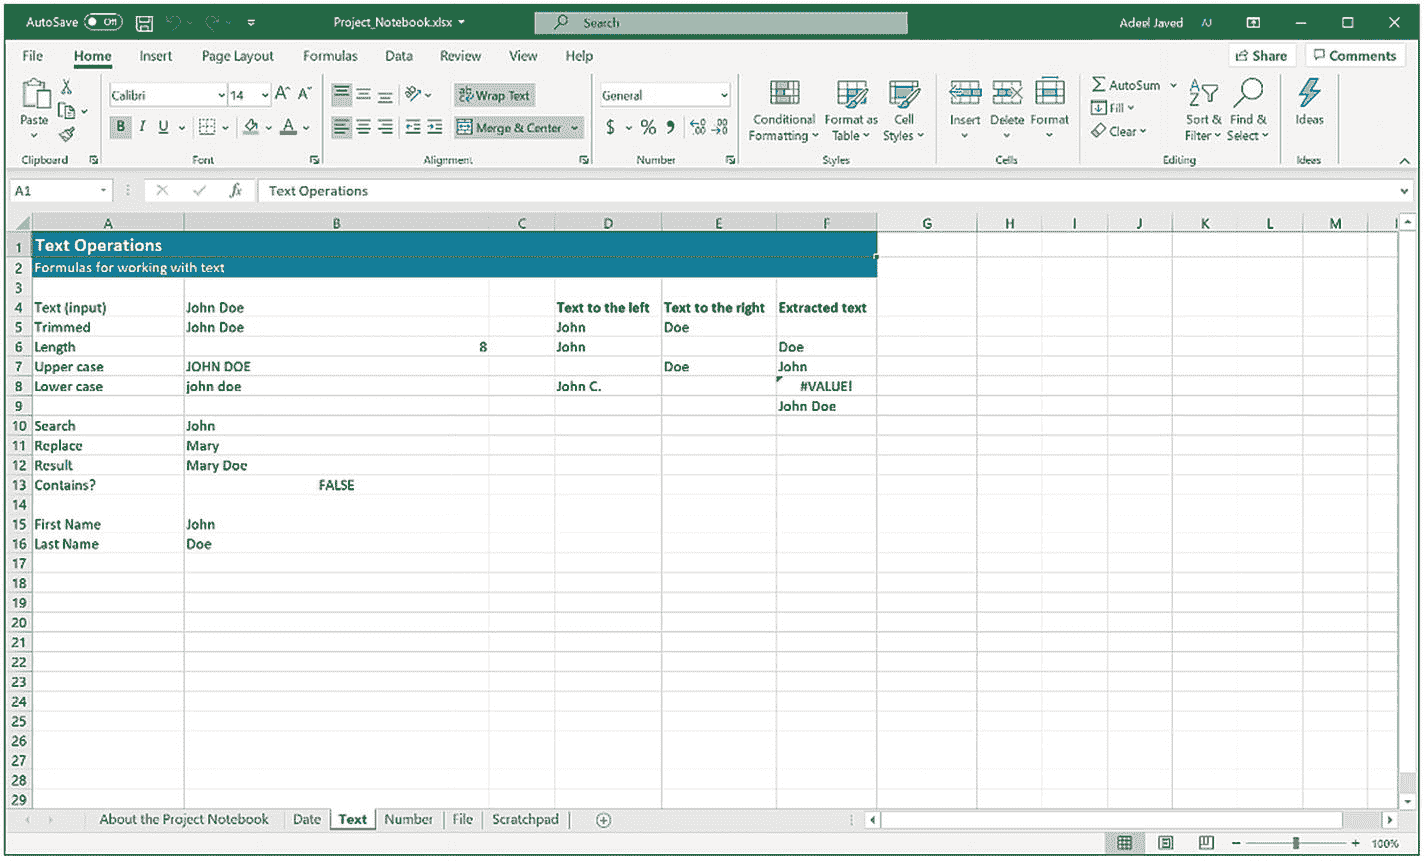 AutoSave Off Project_Notebook.xlsx Search Adeel Javed AJ
File Home Insert Page Layout Formulas Data Review View Help Share Comments
Paste Calibri 14 A A Wrap Text General Conditional Formatting Format as Table Cell Styles Insert Delete Format AutoSum Fill Clear Sort & Filter Find & Select Ideas
B I U A Merge & Center $ % 9 .00
Clipboard Font Alignment Number Styles Cells Editing Ideas
A1 fx Text Operations
A B C D E F G H I J K L M
1 Text Operations
2 Formulas for working with text
3
4 Text (input) John Doe Text to the left Text to the right Extracted text
5 Trimmed John Doe John Doe
6 Length 8 John Doe
7 Upper case JOHN DOE Doe John
8 Lower case john doe John C. #VALUE!
9 John Doe
10 Search John
11 Replace Mary
12 Result Mary Doe
13 Contains? FALSE
14
15 First Name John
16 Last Name Doe
17
18
19
20
21
22
23
24
25
26
27
28
29
About the Project Notebook Date Text Number File Scratchpad
100%